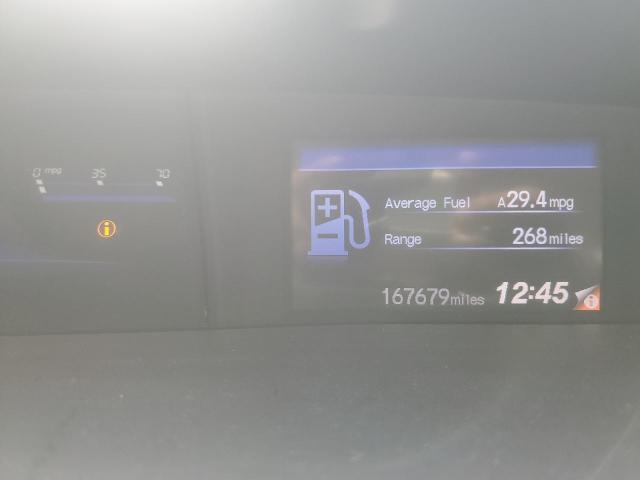 0 mpg 35 70
i
Average Fuel A29.4mpg
Range 268miles
167679miles 12:45 i